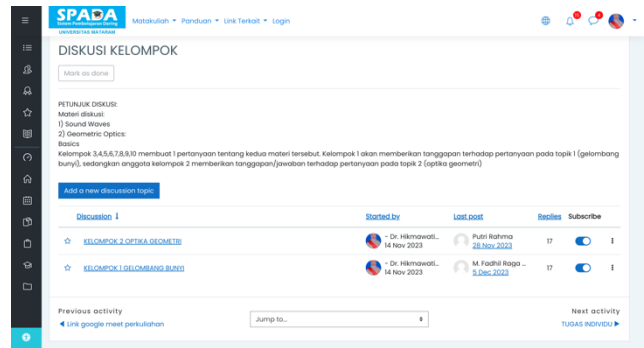 SPADA
Sistem Pembelajaran Daring
UNIVERSITAS MATARAM
Matakuliah Panduan Link Terkait Login
DISKUSI KELOMPOK
Mark as done
PETUNJUK DISKUSI:
Materi diskusi:
1) Sound Waves
2) Geometric Optics:
Basics
Kelompok 3,4,5,6,7,8,9,10 membuat 1 pertanyaan tentang kedua materi tersebut. Kelompok 1 akan memberikan tanggapan terhadap pertanyaan pada topik 1 (gelombang
bunyi), sedangkan anggota kelompok 2 memberikan tanggapan/jawaban terhadap pertanyaan pada topik 2 (optika
geometri)
Add a new discussion topic
Discussion Started by Last post Replies Subscribe
KELOMPOK 2 OPTIKA GEOMETRI - Dr. Hikmawati... Putri Rahma 17
14 Nov 2023 28 Nov 2023
KELOMPOK 1 GELOMBANG BUNYI - Dr. Hikmawati... M. Fadhil Raga ... 17
14 Nov 2023 5 Dec 2023
Previous activity Next activity
Link google meet perkuliahan Jump to... TUGAS INDIVIDU